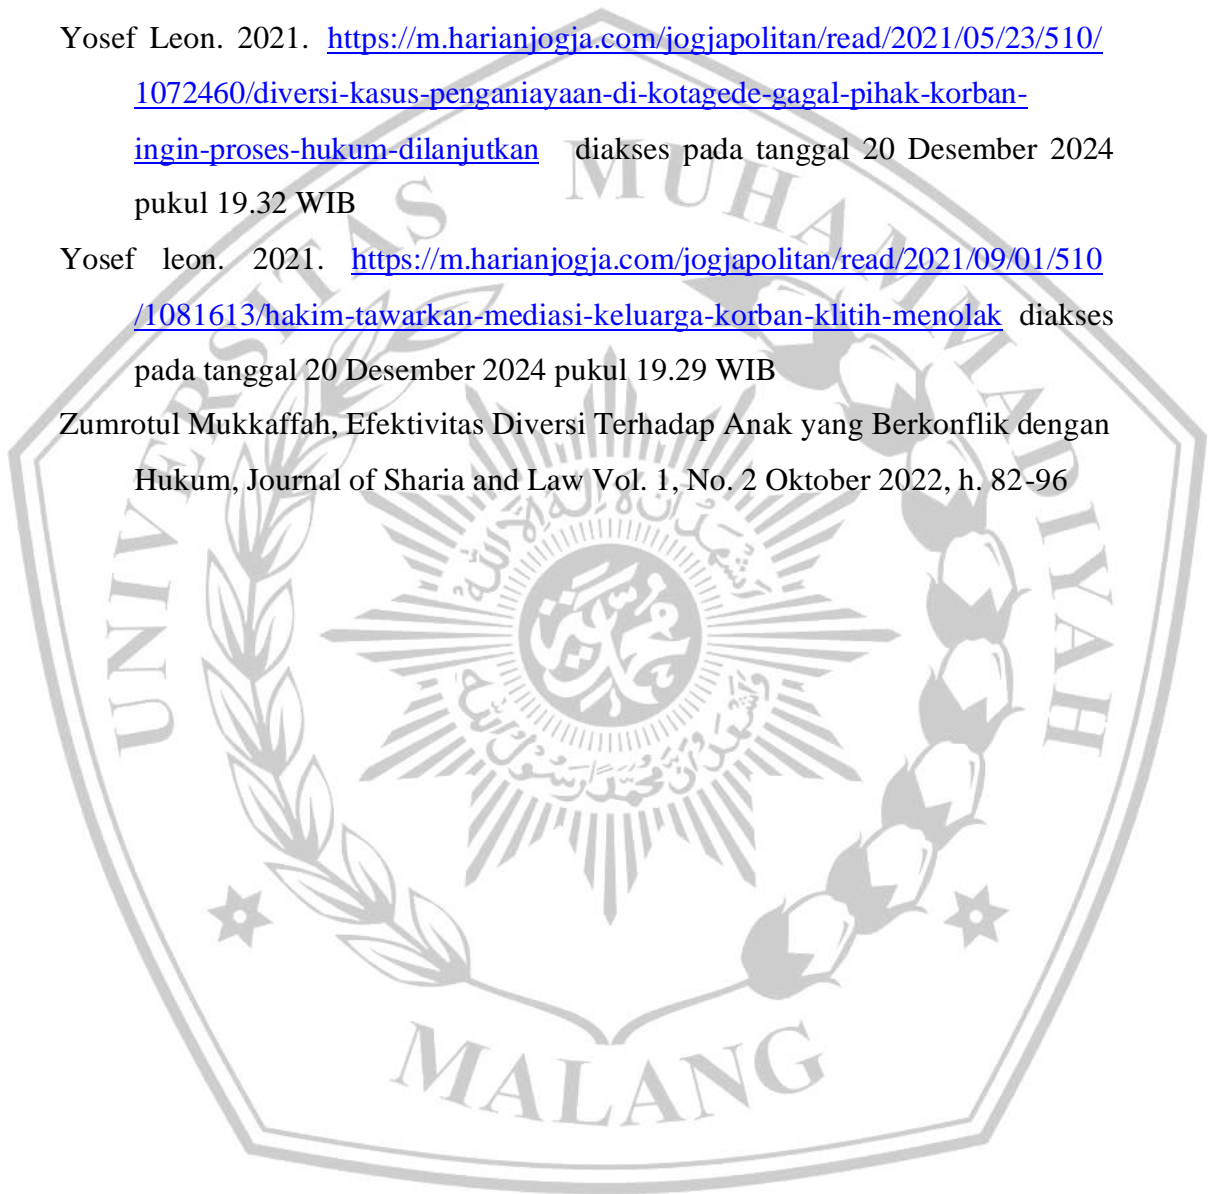 Yosef Leon. 2021. https://m.harianjogja.com/jogjapolitan/read/2021/05/23/510/
1072460/diversi-kasus-penganiayaan-di-kotagede-gagal-pihak-korban-
ingin-proses-hukum-dilanjutkan diakses pada tanggal 20 Desember 2024
pukul 19.32 WIB
Yosef leon. 2021. https://m.harianjogja.com/jogjapolitan/read/2021/09/01/510
/1081613/hakim-tawarkan-mediasi-keluarga-korban-klitih-menolak diakses
pada tanggal 20 Desember 2024 pukul 19.29 WIB
Zumrotul Mukkaffah, Efektivitas Diversi Terhadap Anak yang Berkonflik dengan
Hukum, Journal of Sharia and Law Vol. 1, No. 2 Oktober 2022, h. 82-96
UNIVERSITAS MUHAMMADIYAH
MALANG